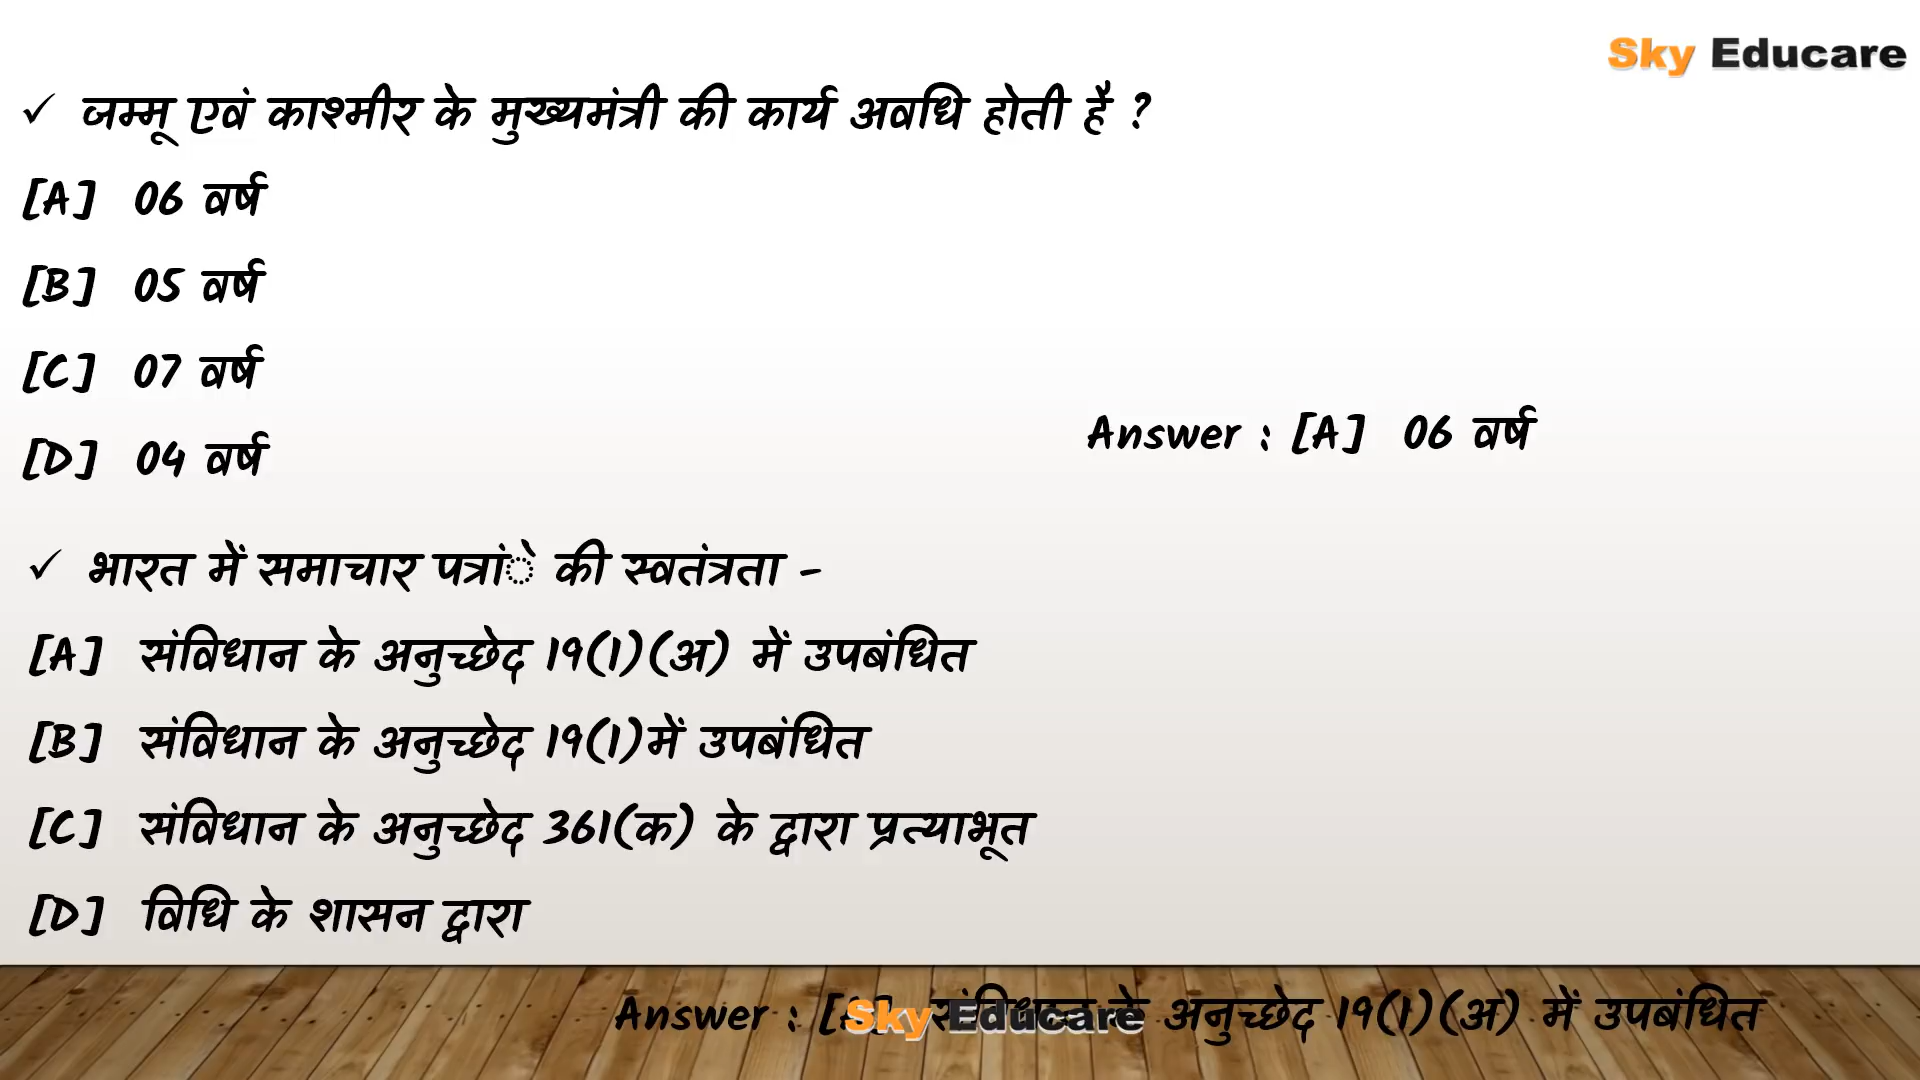 Sky Educare
✓ जम्मू एवं काश्मीर के मुख्यमंत्री की कार्य अवधि होती है ?
[A] 06 वर्ष
[B] 05 वर्ष
[C] 07 वर्ष
[D] 04 वर्ष
Answer : [A] 06 वर्ष
✓ भारत में समाचार पत्रांे की स्वतंत्रता -
[A] संविधान के अनुच्छेद 19(1)(अ) में उपबंधित
[B] संविधान के अनुच्छेद 19(1)में उपबंधित
[C] संविधान के अनुच्छेद 361(क) के द्वारा प्रत्याभूत
[D] विधि के शासन द्वारा
Answer : [A] संविधान के अनुच्छेद 19(1)(अ) में उपबंधित
Sky Educare